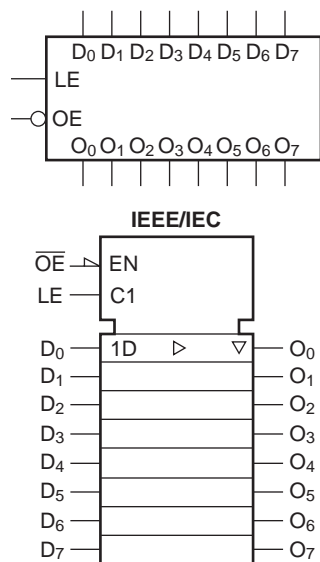 D₀ D₁ D₂ D₃ D₄ D₅ D₆ D₇
LE
OE
O₀ O₁ O₂ O₃ O₄ O₅ O₆ O₇
IEEE/IEC
O̅E̅ EN
LE C1
D₀ 1D O₀
D₁ O₁
D₂ O₂
D₃ O₃
D₄ O₄
D₅ O₅
D₆ O₆
D₇ O₇